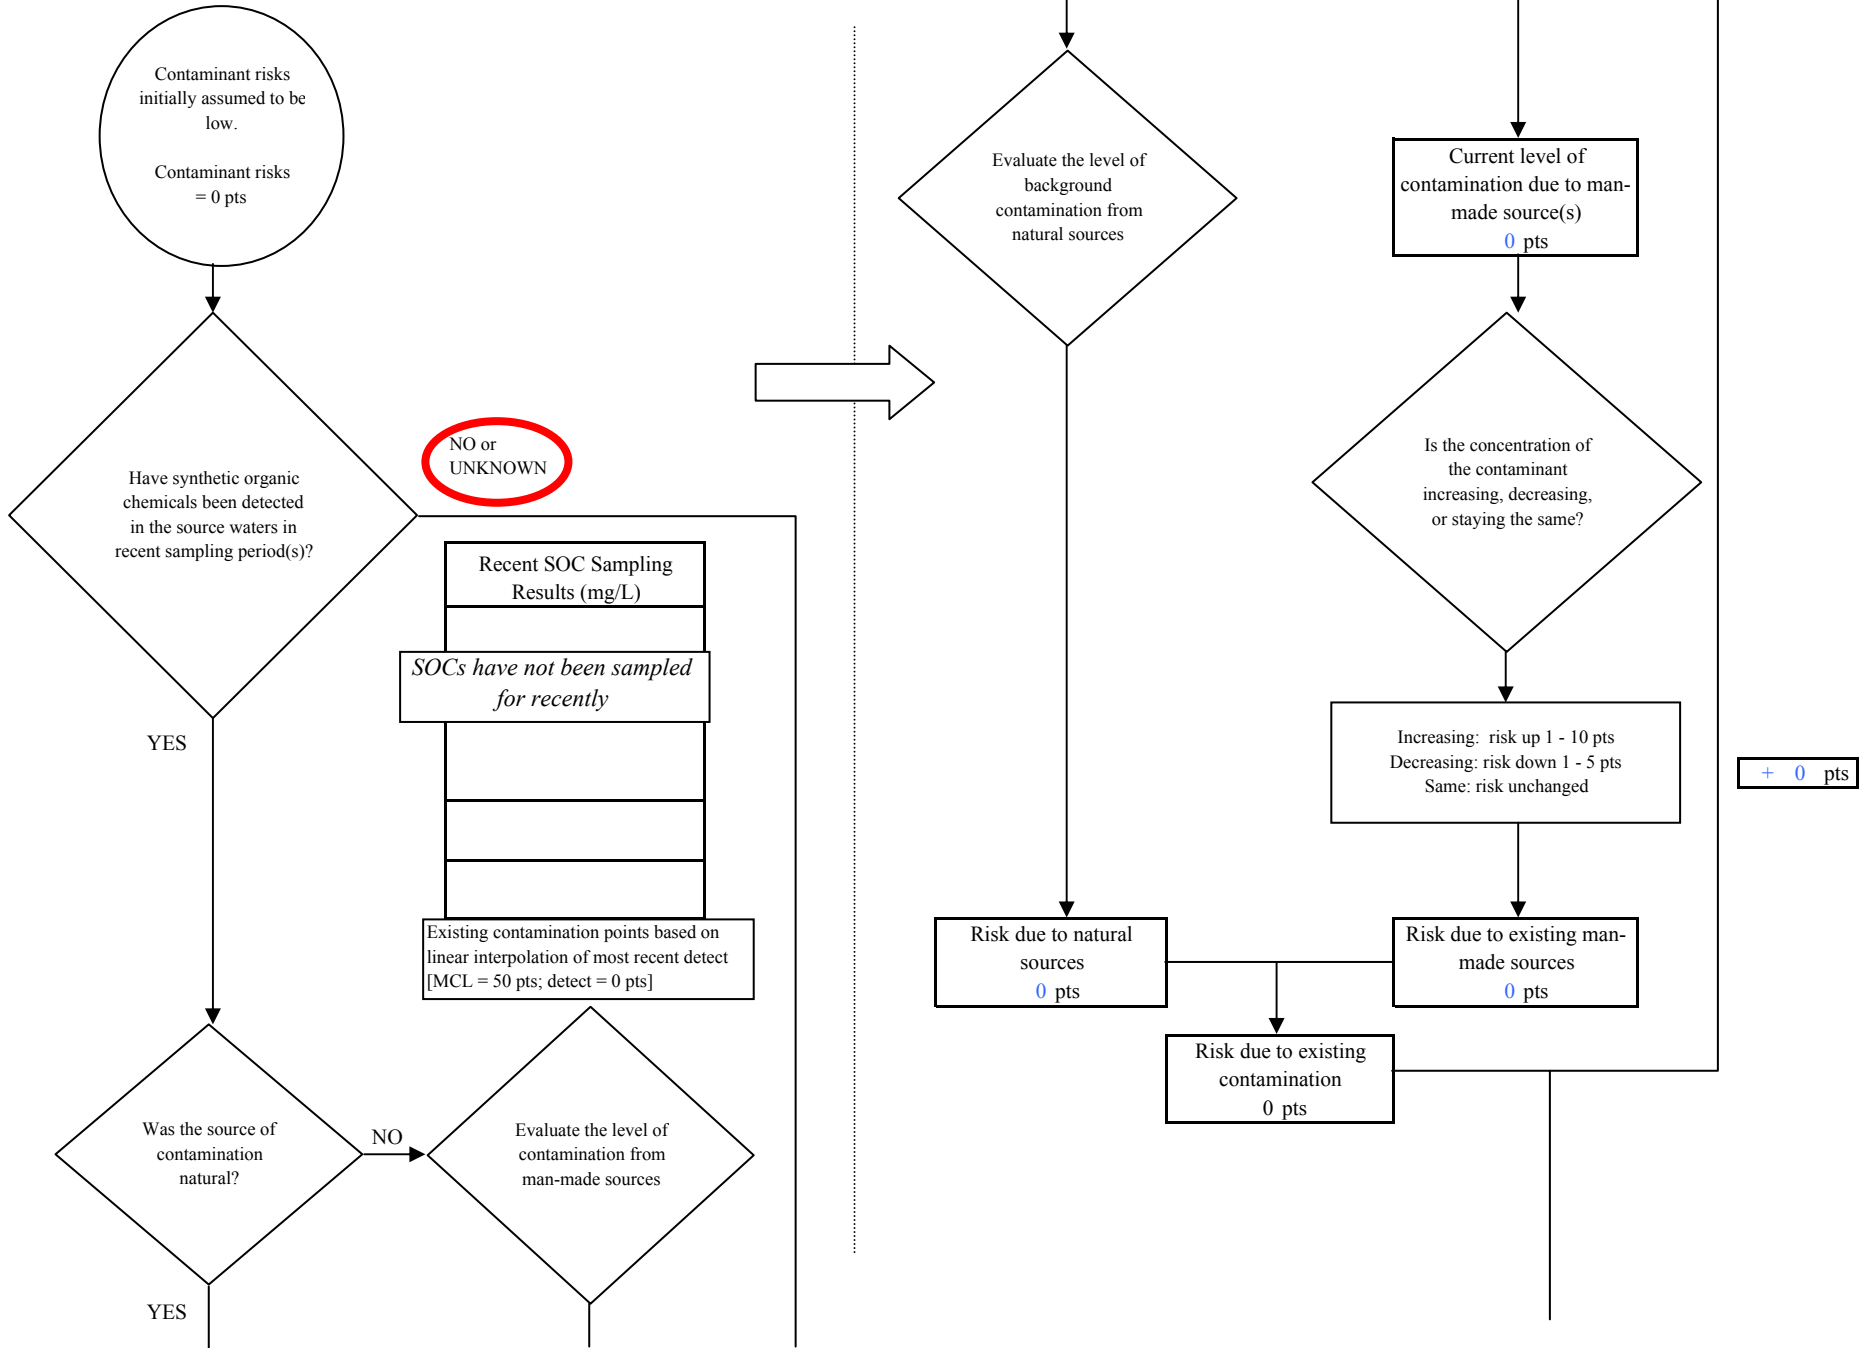 Contaminant risks
initially assumed to be
low.
Contaminant risks
= 0 pts
Have synthetic organic
chemicals been detected
in the source waters in
recent sampling period(s)?
NO or
UNKNOWN
Recent SOC Sampling
Results (mg/L)
SOCs have not been sampled
for recently
YES
Existing contamination points based on
linear interpolation of most recent detect
[MCL = 50 pts; detect = 0 pts]
Was the source of
contamination
natural?
NO
Evaluate the level of
contamination from
man-made sources
YES
Evaluate the level of
background
contamination from
natural sources
Current level of
contamination due to man-
made source(s)
0 pts
Is the concentration of
the contaminant
increasing, decreasing,
or staying the same?
Increasing: risk up 1 - 10 pts
Decreasing: risk down 1 - 5 pts
Same: risk unchanged
+ 0 pts
Risk due to natural
sources
0 pts
Risk due to existing man-
made sources
0 pts
Risk due to existing
contamination
0 pts